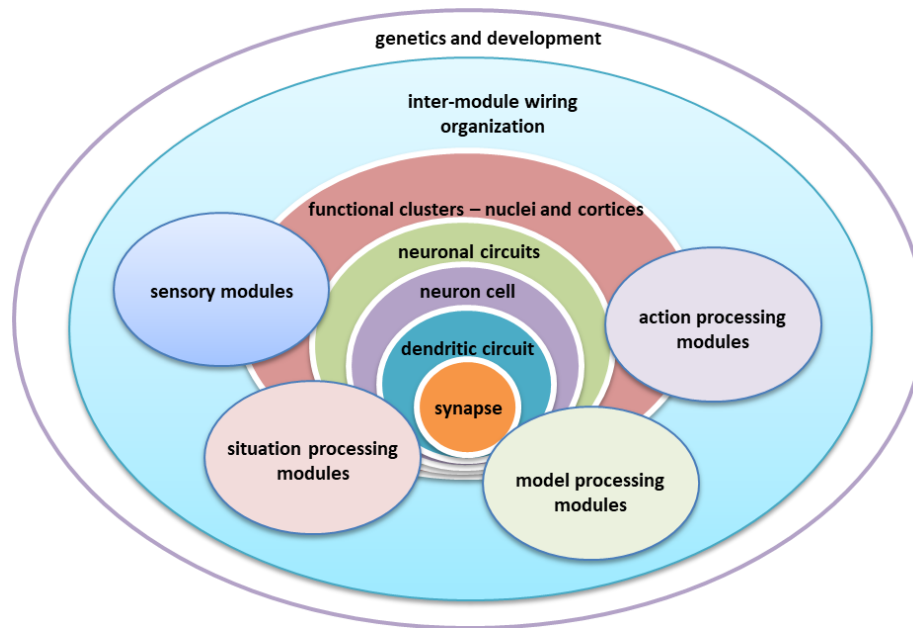 genetics and development
inter-module wiring
organization
functional clusters – nuclei and cortices
neuronal circuits
sensory modules
neuron cell
action processing
modules
dendritic circuit
synapse
situation processing
modules
model processing
modules